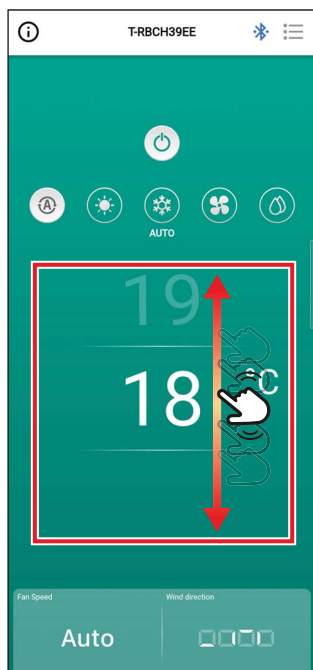 T-RBCH39EE
A
AUTO
19
18 °C
Fan Speed
Wind direction
Auto